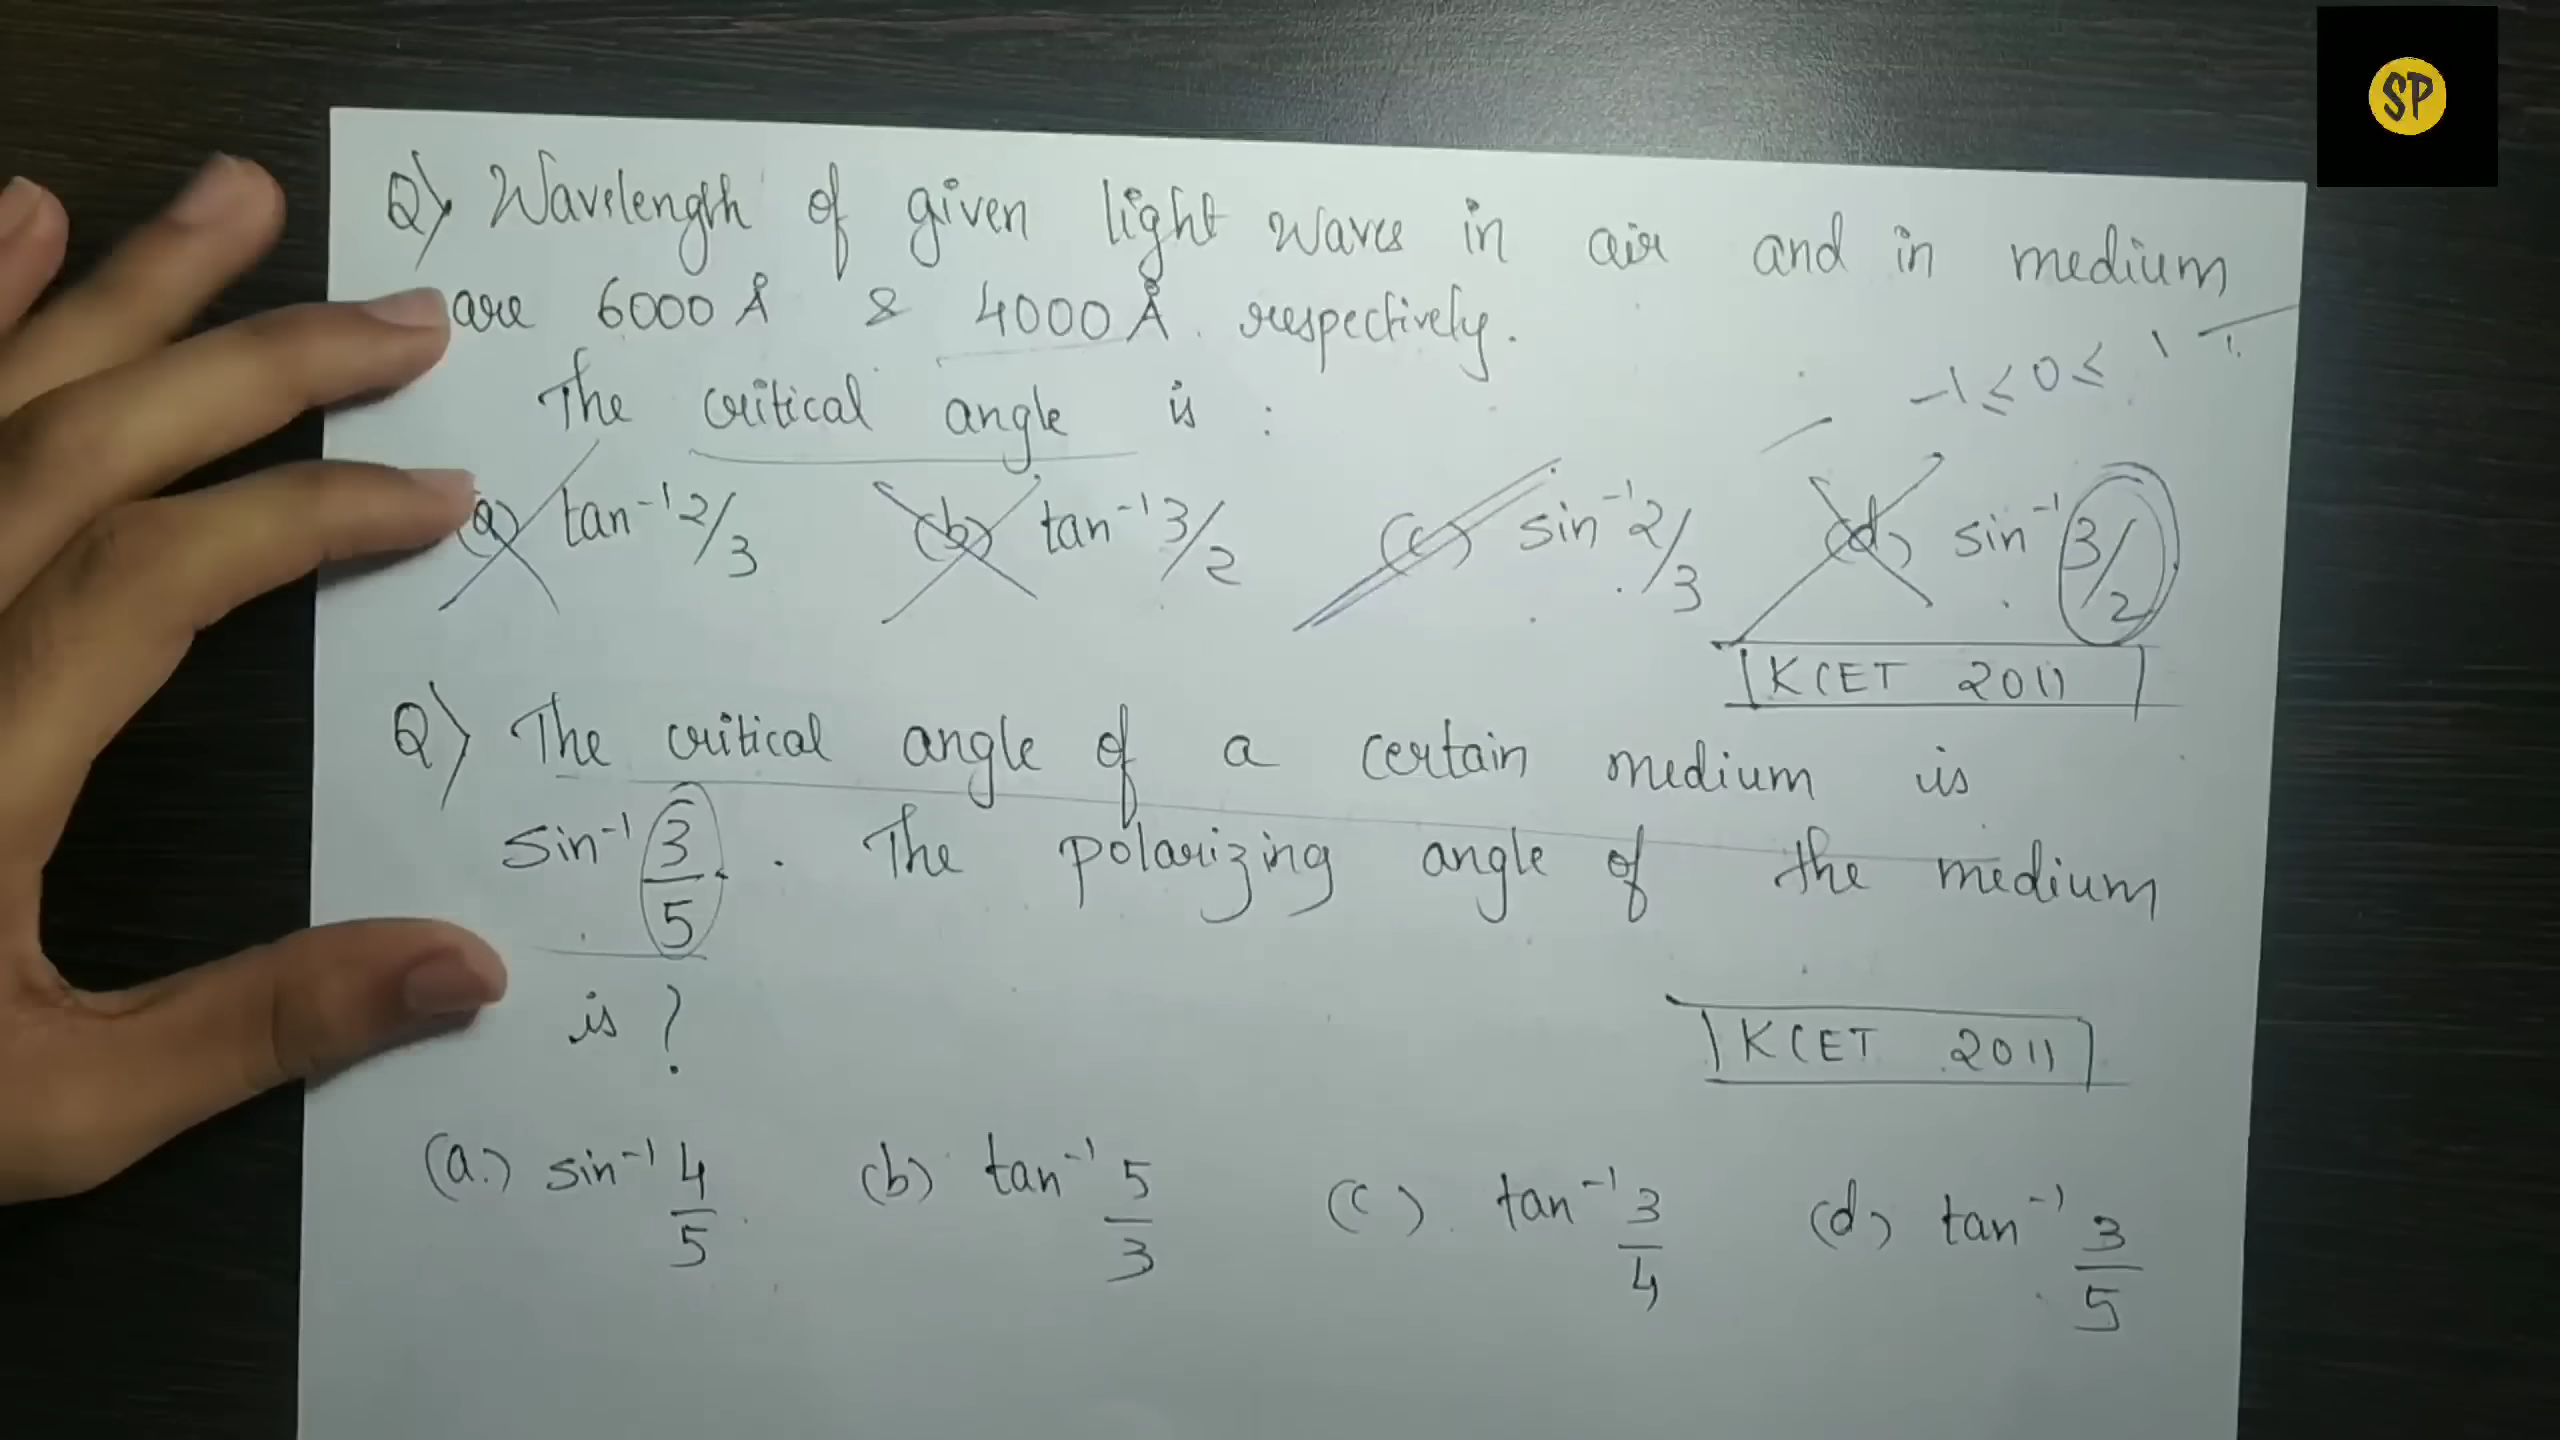 SP
Q) Wavelength of given light waves in air and in medium
are 6000 Å & 4000 Å respectively.
-1 ≤ 0 ≤ 1
The critical angle is :
(a) tan⁻¹ 2/3 (b) tan⁻¹ 3/2 (c) sin⁻¹ 2/3 (d) sin⁻¹ 3/2
KCET 2011
Q) The critical angle of a certain medium is
sin⁻¹ 3/5 . The polarizing angle of the medium
is ?
KCET 2011
(a.) sin⁻¹ 4/5 (b) tan⁻¹ 5/3 (c) tan⁻¹ 3/4 (d) tan⁻¹ 3/5